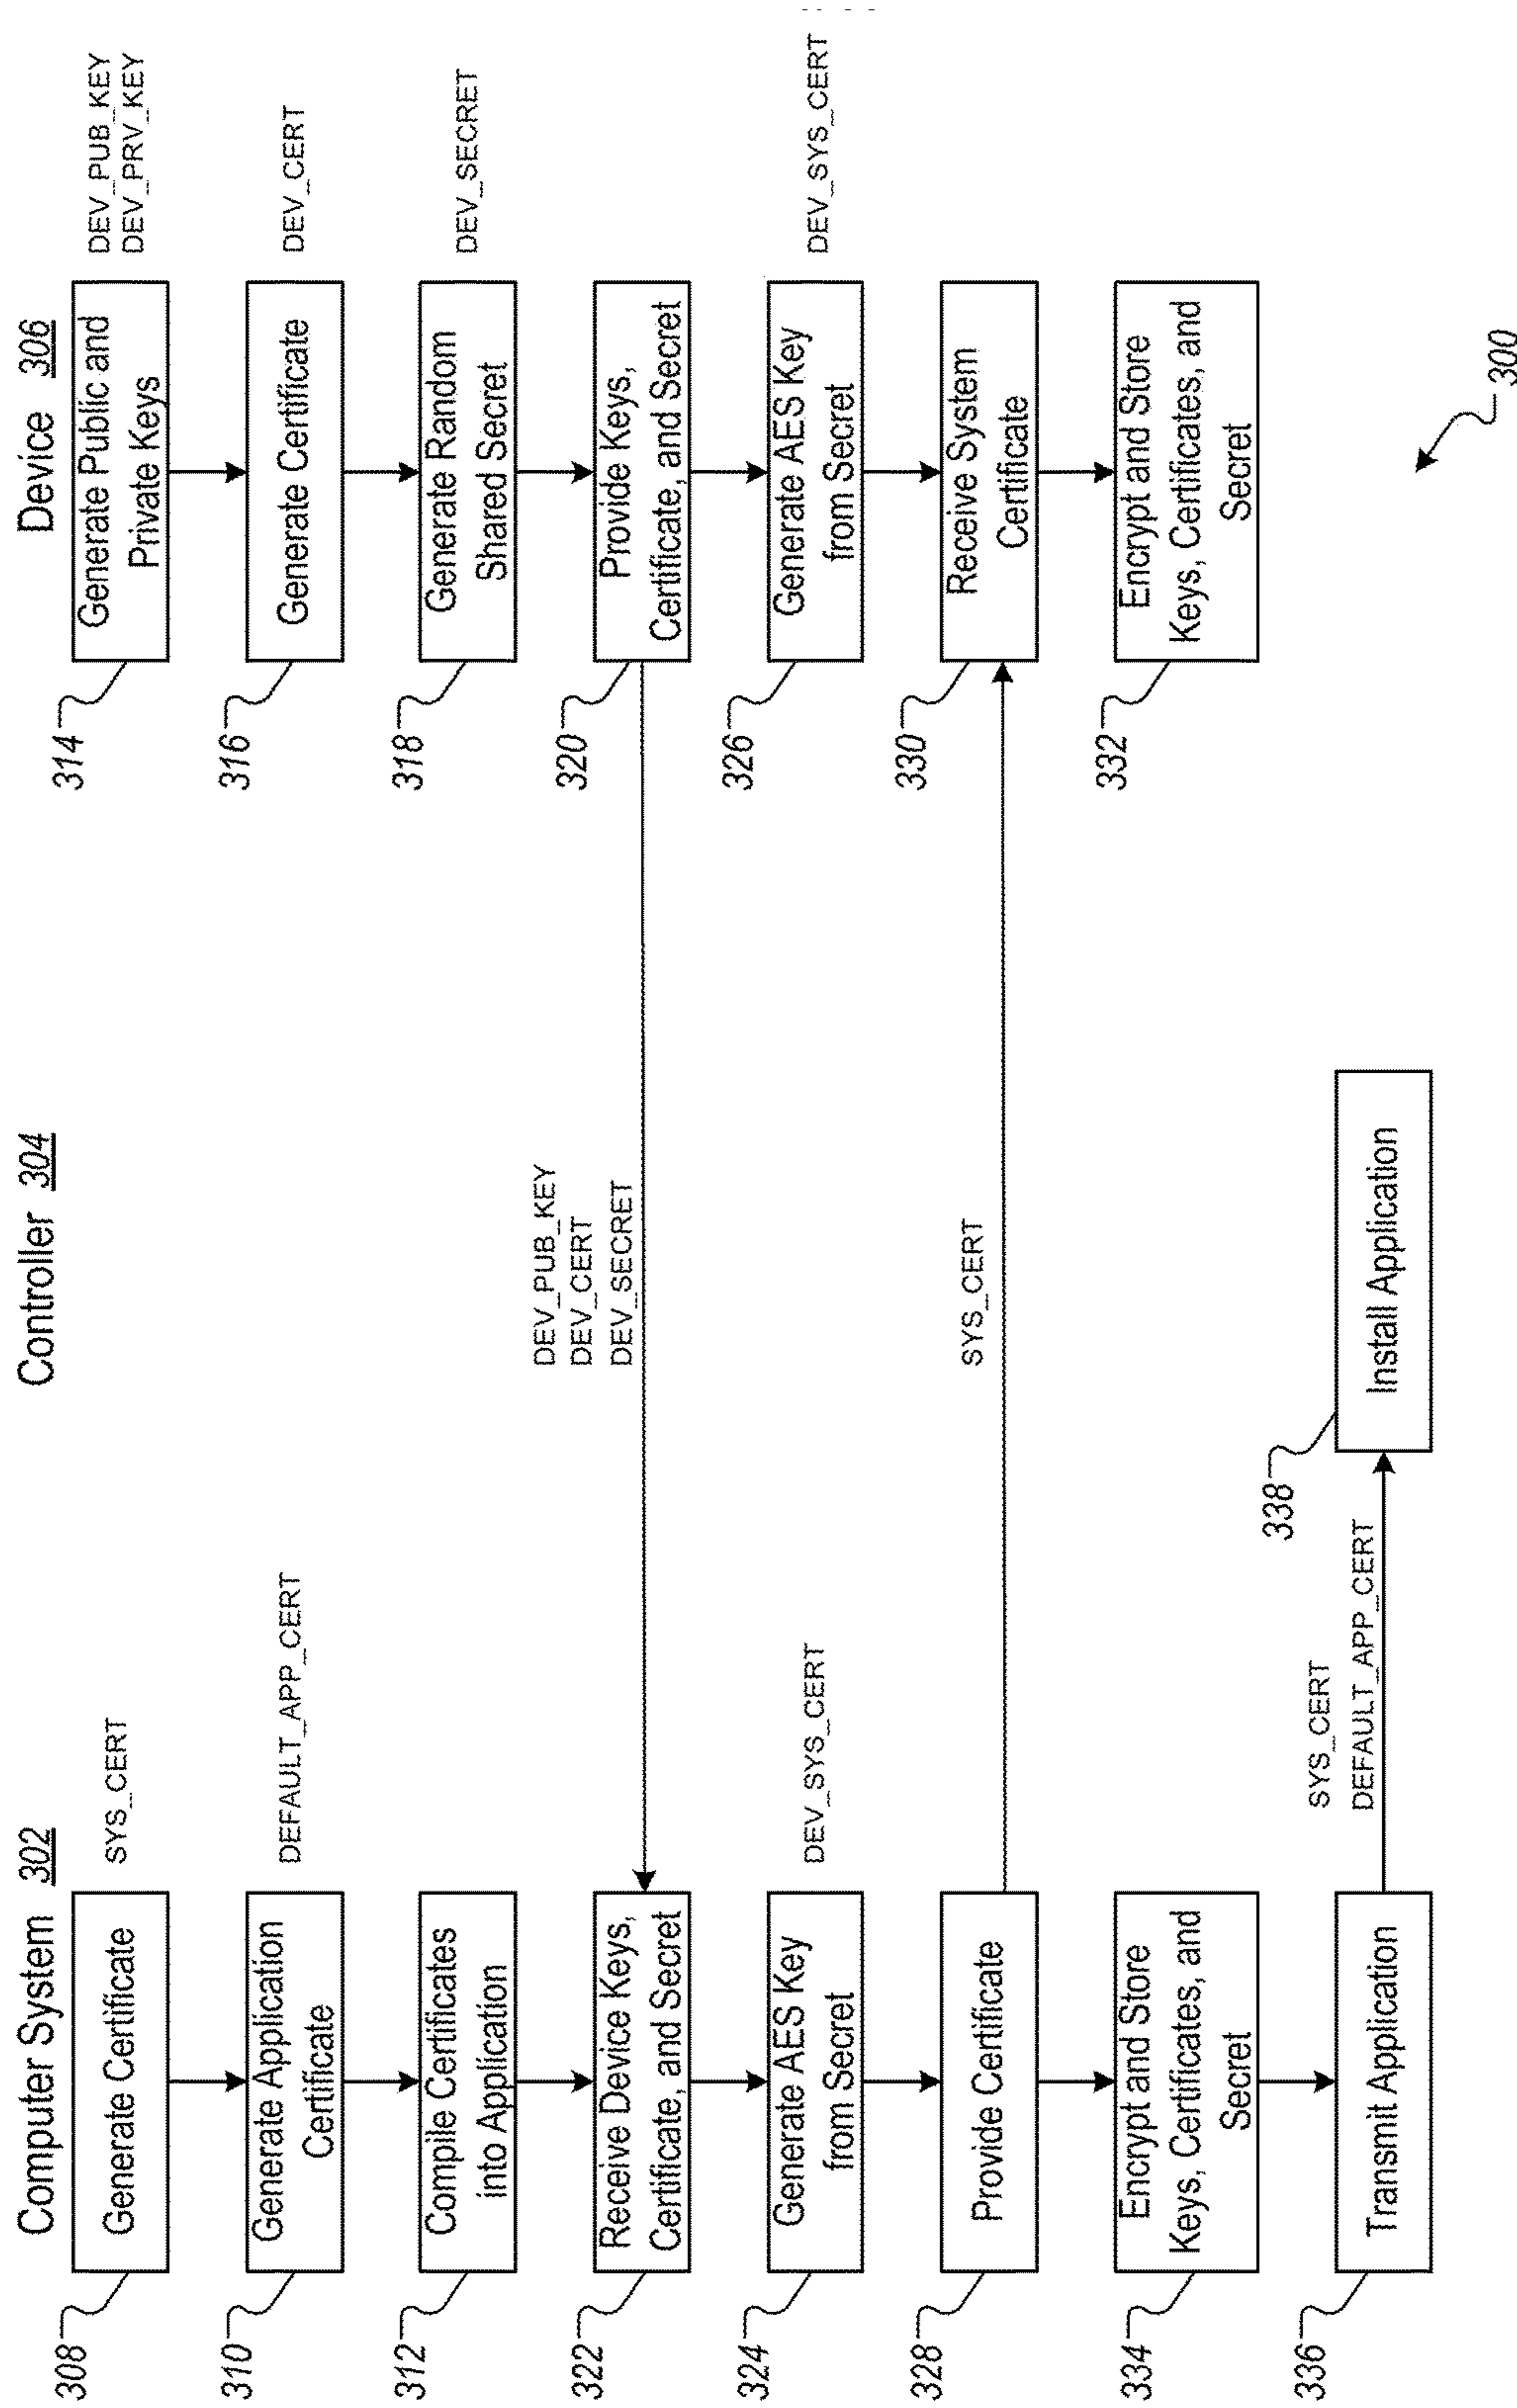 Computer System 302
Controller 304
Device 306
308
Generate Certificate
SYS_CERT
310
Generate Application
Certificate
DEFAULT_APP_CERT
312
Compile Certificates
into Application
314
Generate Public and
Private Keys
DEV_PUB_KEY
DEV_PRV_KEY
316
Generate Certificate
DEV_CERT
318
Generate Random
Shared Secret
DEV_SECRET
320
Provide Keys,
Certificate, and Secret
DEV_PUB_KEY
DEV_CERT
DEV_SECRET
322
Receive Device Keys,
Certificate, and Secret
324
Generate AES Key
from Secret
DEV_SYS_CERT
326
Generate AES Key
from Secret
DEV_SYS_CERT
328
Provide Certificate
SYS_CERT
330
Receive System
Certificate
332
Encrypt and Store
Keys, Certificates, and
Secret
334
Encrypt and Store
Keys, Certificates, and
Secret
336
Transmit Application
SYS_CERT
DEFAULT_APP_CERT
338
Install Application
300